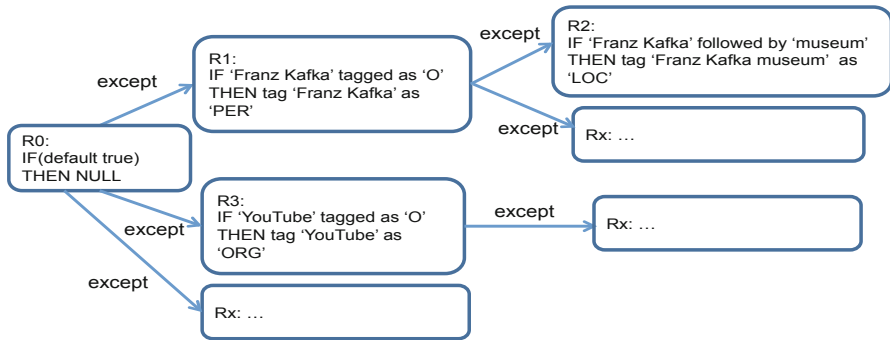 R0:
IF(default true)
THEN NULL
except
R1:
IF ‘Franz Kafka’ tagged as ‘O’
THEN tag ‘Franz Kafka’ as
‘PER’
except
R2:
IF ‘Franz Kafka’ followed by ‘museum’
THEN tag ‘Franz Kafka museum’  as
‘LOC’
except
Rx: …
except
R3:
IF ‘YouTube’ tagged as ‘O’
THEN tag ‘YouTube’ as
‘ORG’
except
Rx: …
except
Rx: …